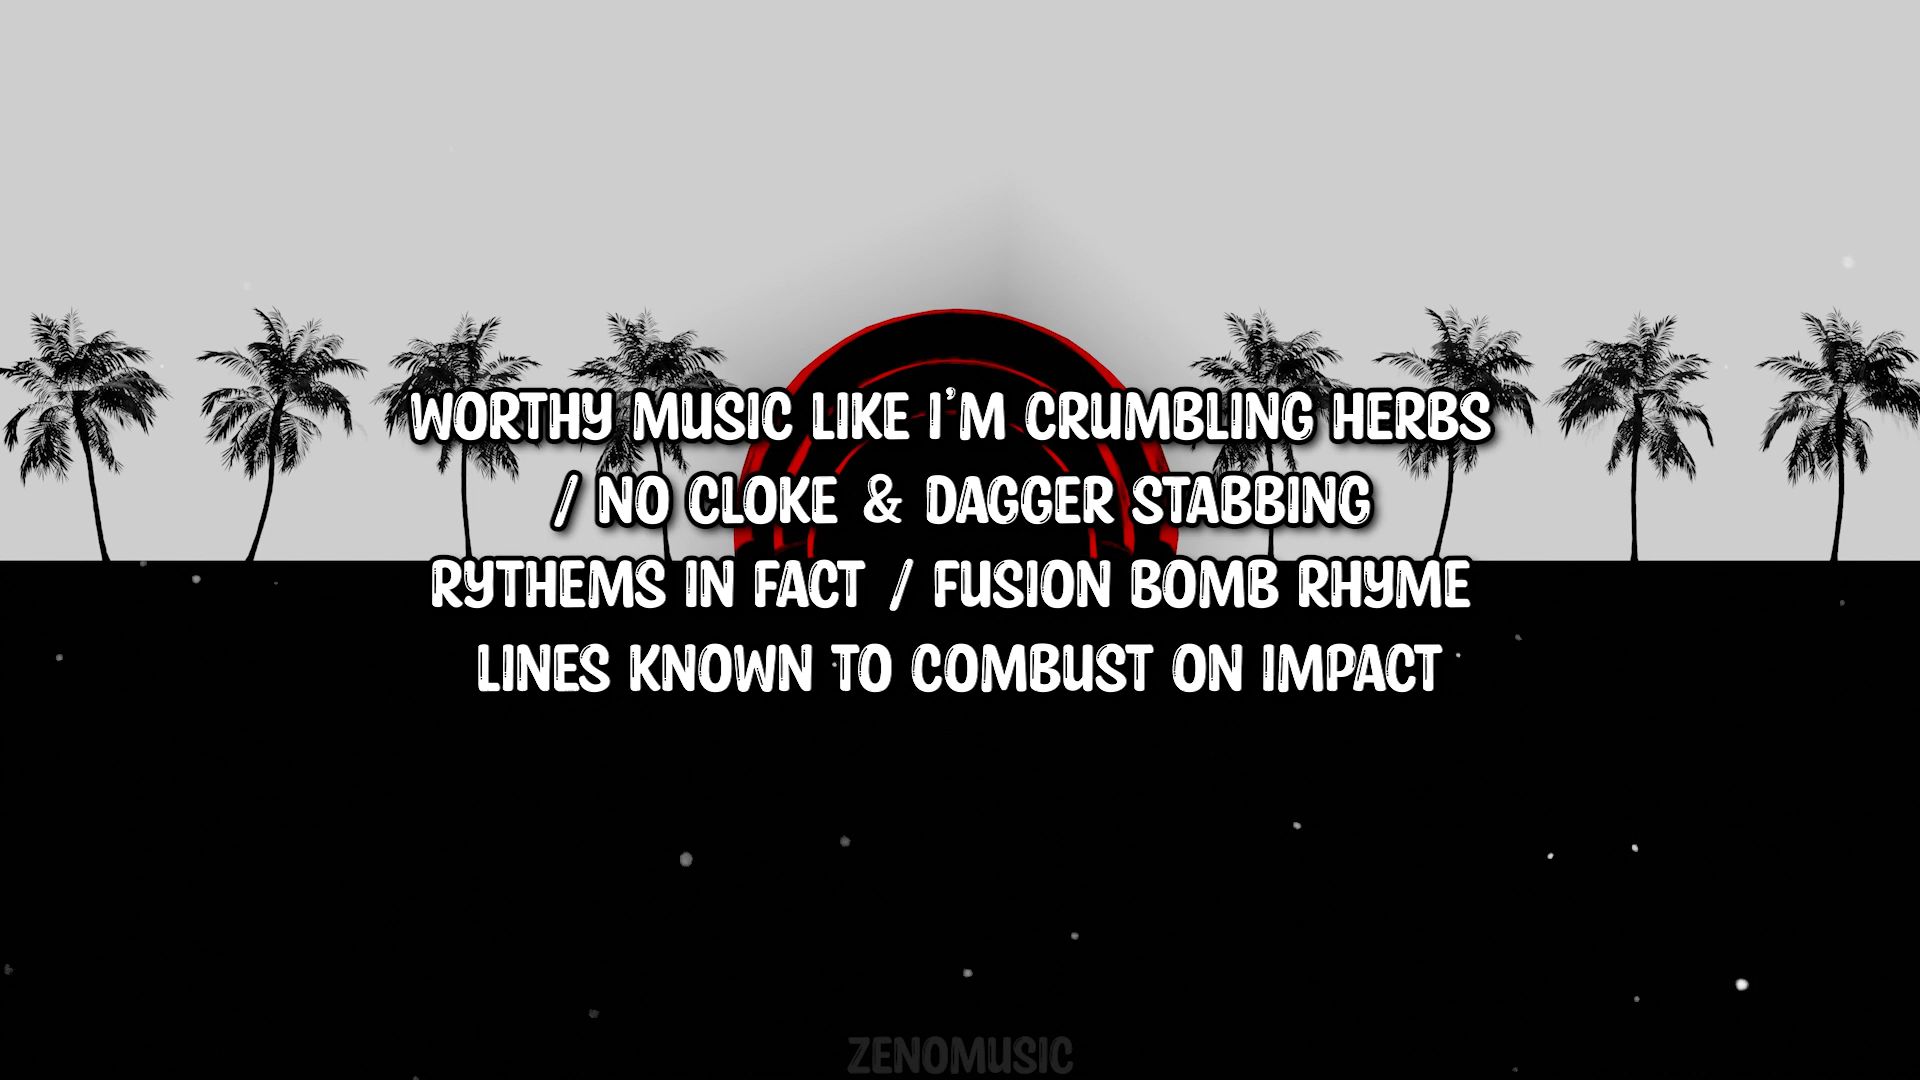 WORTHY MUSIC LIKE I'M CRUMBLING HERBS
/ NO CLOKE & DAGGER STABBING
RYTHEMS IN FACT / FUSION BOMB RHYME
LINES KNOWN TO COMBUST ON IMPACT
ZENOMUSIC